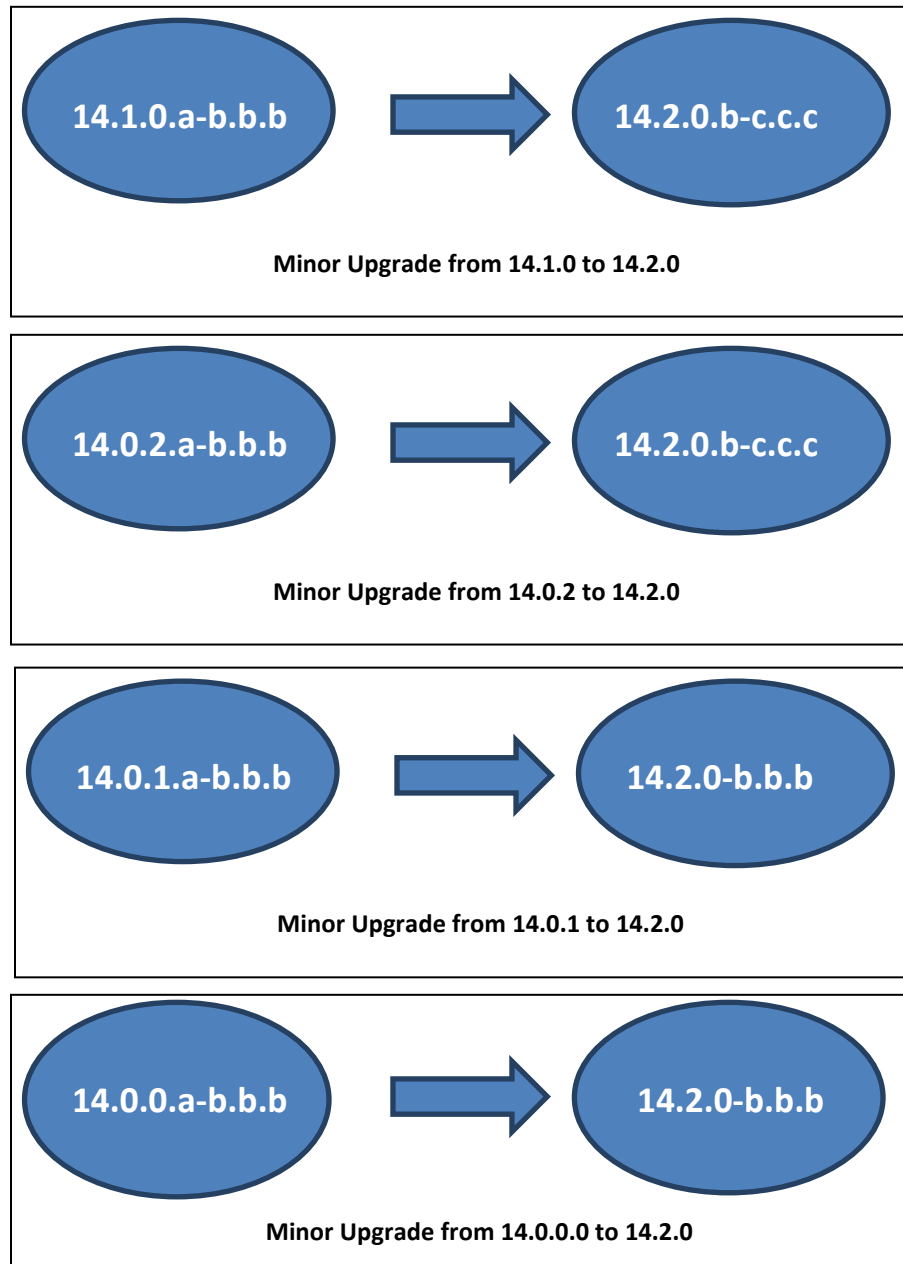 14.1.0.a-b.b.b
14.2.0.b-c.c.c
Minor Upgrade from 14.1.0 to 14.2.0
14.0.2.a-b.b.b
14.2.0.b-c.c.c
Minor Upgrade from 14.0.2 to 14.2.0
14.0.1.a-b.b.b
14.2.0-b.b.b
Minor Upgrade from 14.0.1 to 14.2.0
14.0.0.a-b.b.b
14.2.0-b.b.b
Minor Upgrade from 14.0.0.0 to 14.2.0